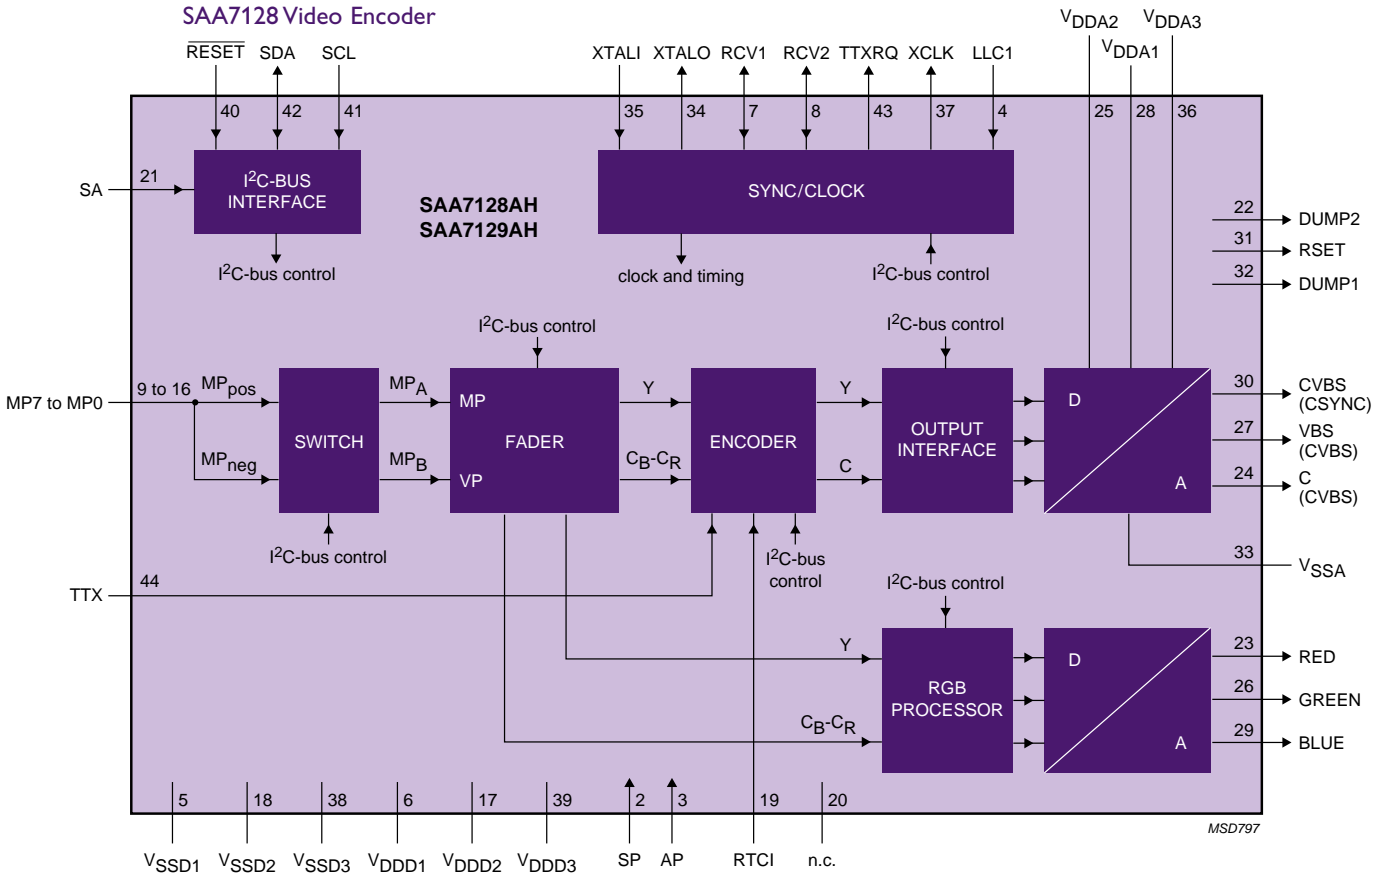 SAA7128 Video Encoder
VDDA2 VDDA3
VDDA1
RESET SDA SCL XTALI XTALO RCV1 RCV2 TTXRQ XCLK LLC1
40 42 41 35 34 7 8 43 37 4 25 28 36
SA 21
I2C-BUS
INTERFACE
SYNC/CLOCK
SAA7128AH
SAA7129AH
22 DUMP2
31 RSET
32 DUMP1
I2C-bus control clock and timing I2C-bus control
I2C-bus control I2C-bus control
MP7 to MP0 9 to 16 MPpos MPA MP Y Y D
30 CVBS
(CSYNC)
SWITCH FADER ENCODER
OUTPUT
INTERFACE
27 VBS
(CVBS)
MPneg MPB VP CB-CR C A
24 C
(CVBS)
I2C-bus control
I2C-bus
control
33 VSSA
TTX 44
I2C-bus control
Y D 23 RED
RGB
PROCESSOR
26 GREEN
CB-CR A 29 BLUE
5 18 38 6 17 39 2 3 19 20
MSD797
VSSD1 VSSD2 VSSD3 VDDD1 VDDD2 VDDD3 SP AP RTCI n.c.